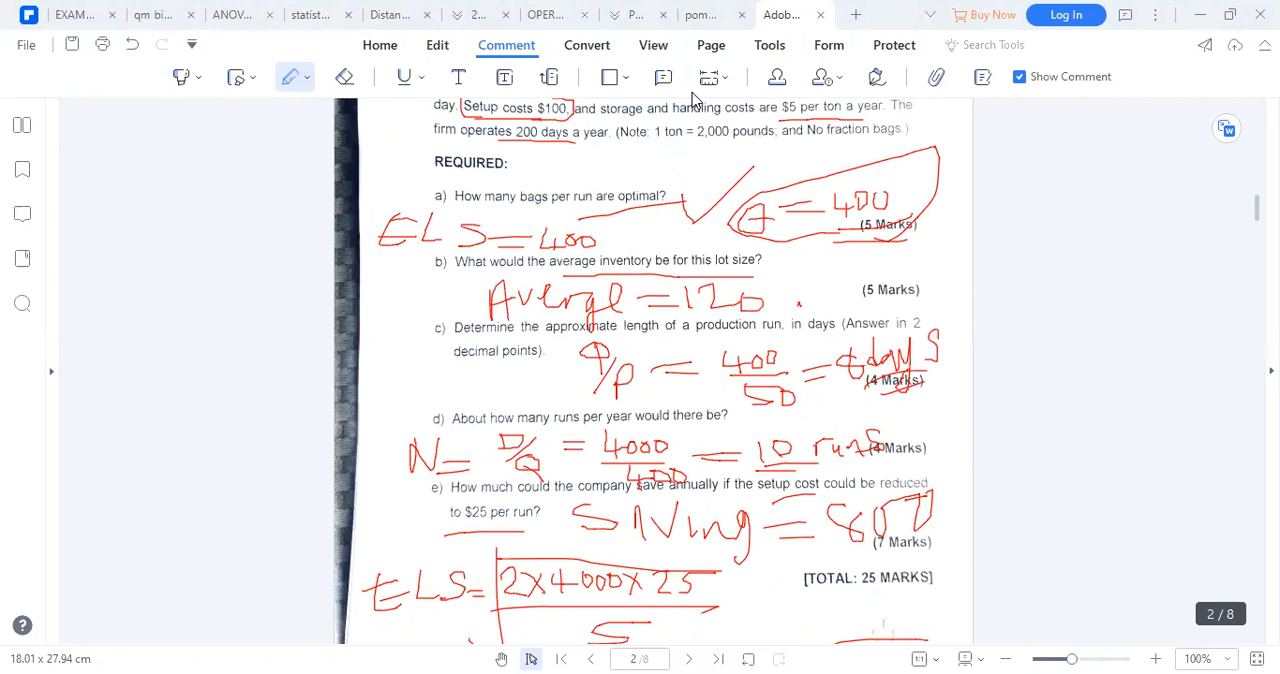 EXAM...
qm bi...
ANOV...
statist...
Distan...
2...
OPER...
P...
pom...
Adob...
Buy Now
Log In
File
Home
Edit
Comment
Convert
View
Page
Tools
Form
Protect
Search Tools
Show Comment
day. Setup costs $100, and storage and handling costs are $5 per ton a year. The
firm operates 200 days a year. (Note: 1 ton = 2,000 pounds; and No fraction bags.)
REQUIRED:
a) How many bags per run are optimal?
Q = 400
(5 Marks)
ELS = 400
b) What would the average inventory be for this lot size?
Averge = 120 .
(5 Marks)
c) Determine the approximate length of a production run, in days (Answer in 2
decimal points).
Q/P = 400/50 = 8 days
(4 Marks)
d) About how many runs per year would there be?
N = D/Q = 4000/400 = 10 runs
(4 Marks)
e) How much could the company save annually if the setup cost could be reduced
to $25 per run?
(7 Marks)
ELS = 2x4000x25
5
[TOTAL: 25 MARKS]
2 / 8
18.01 x 27.94 cm
2 /8
1:1
100%